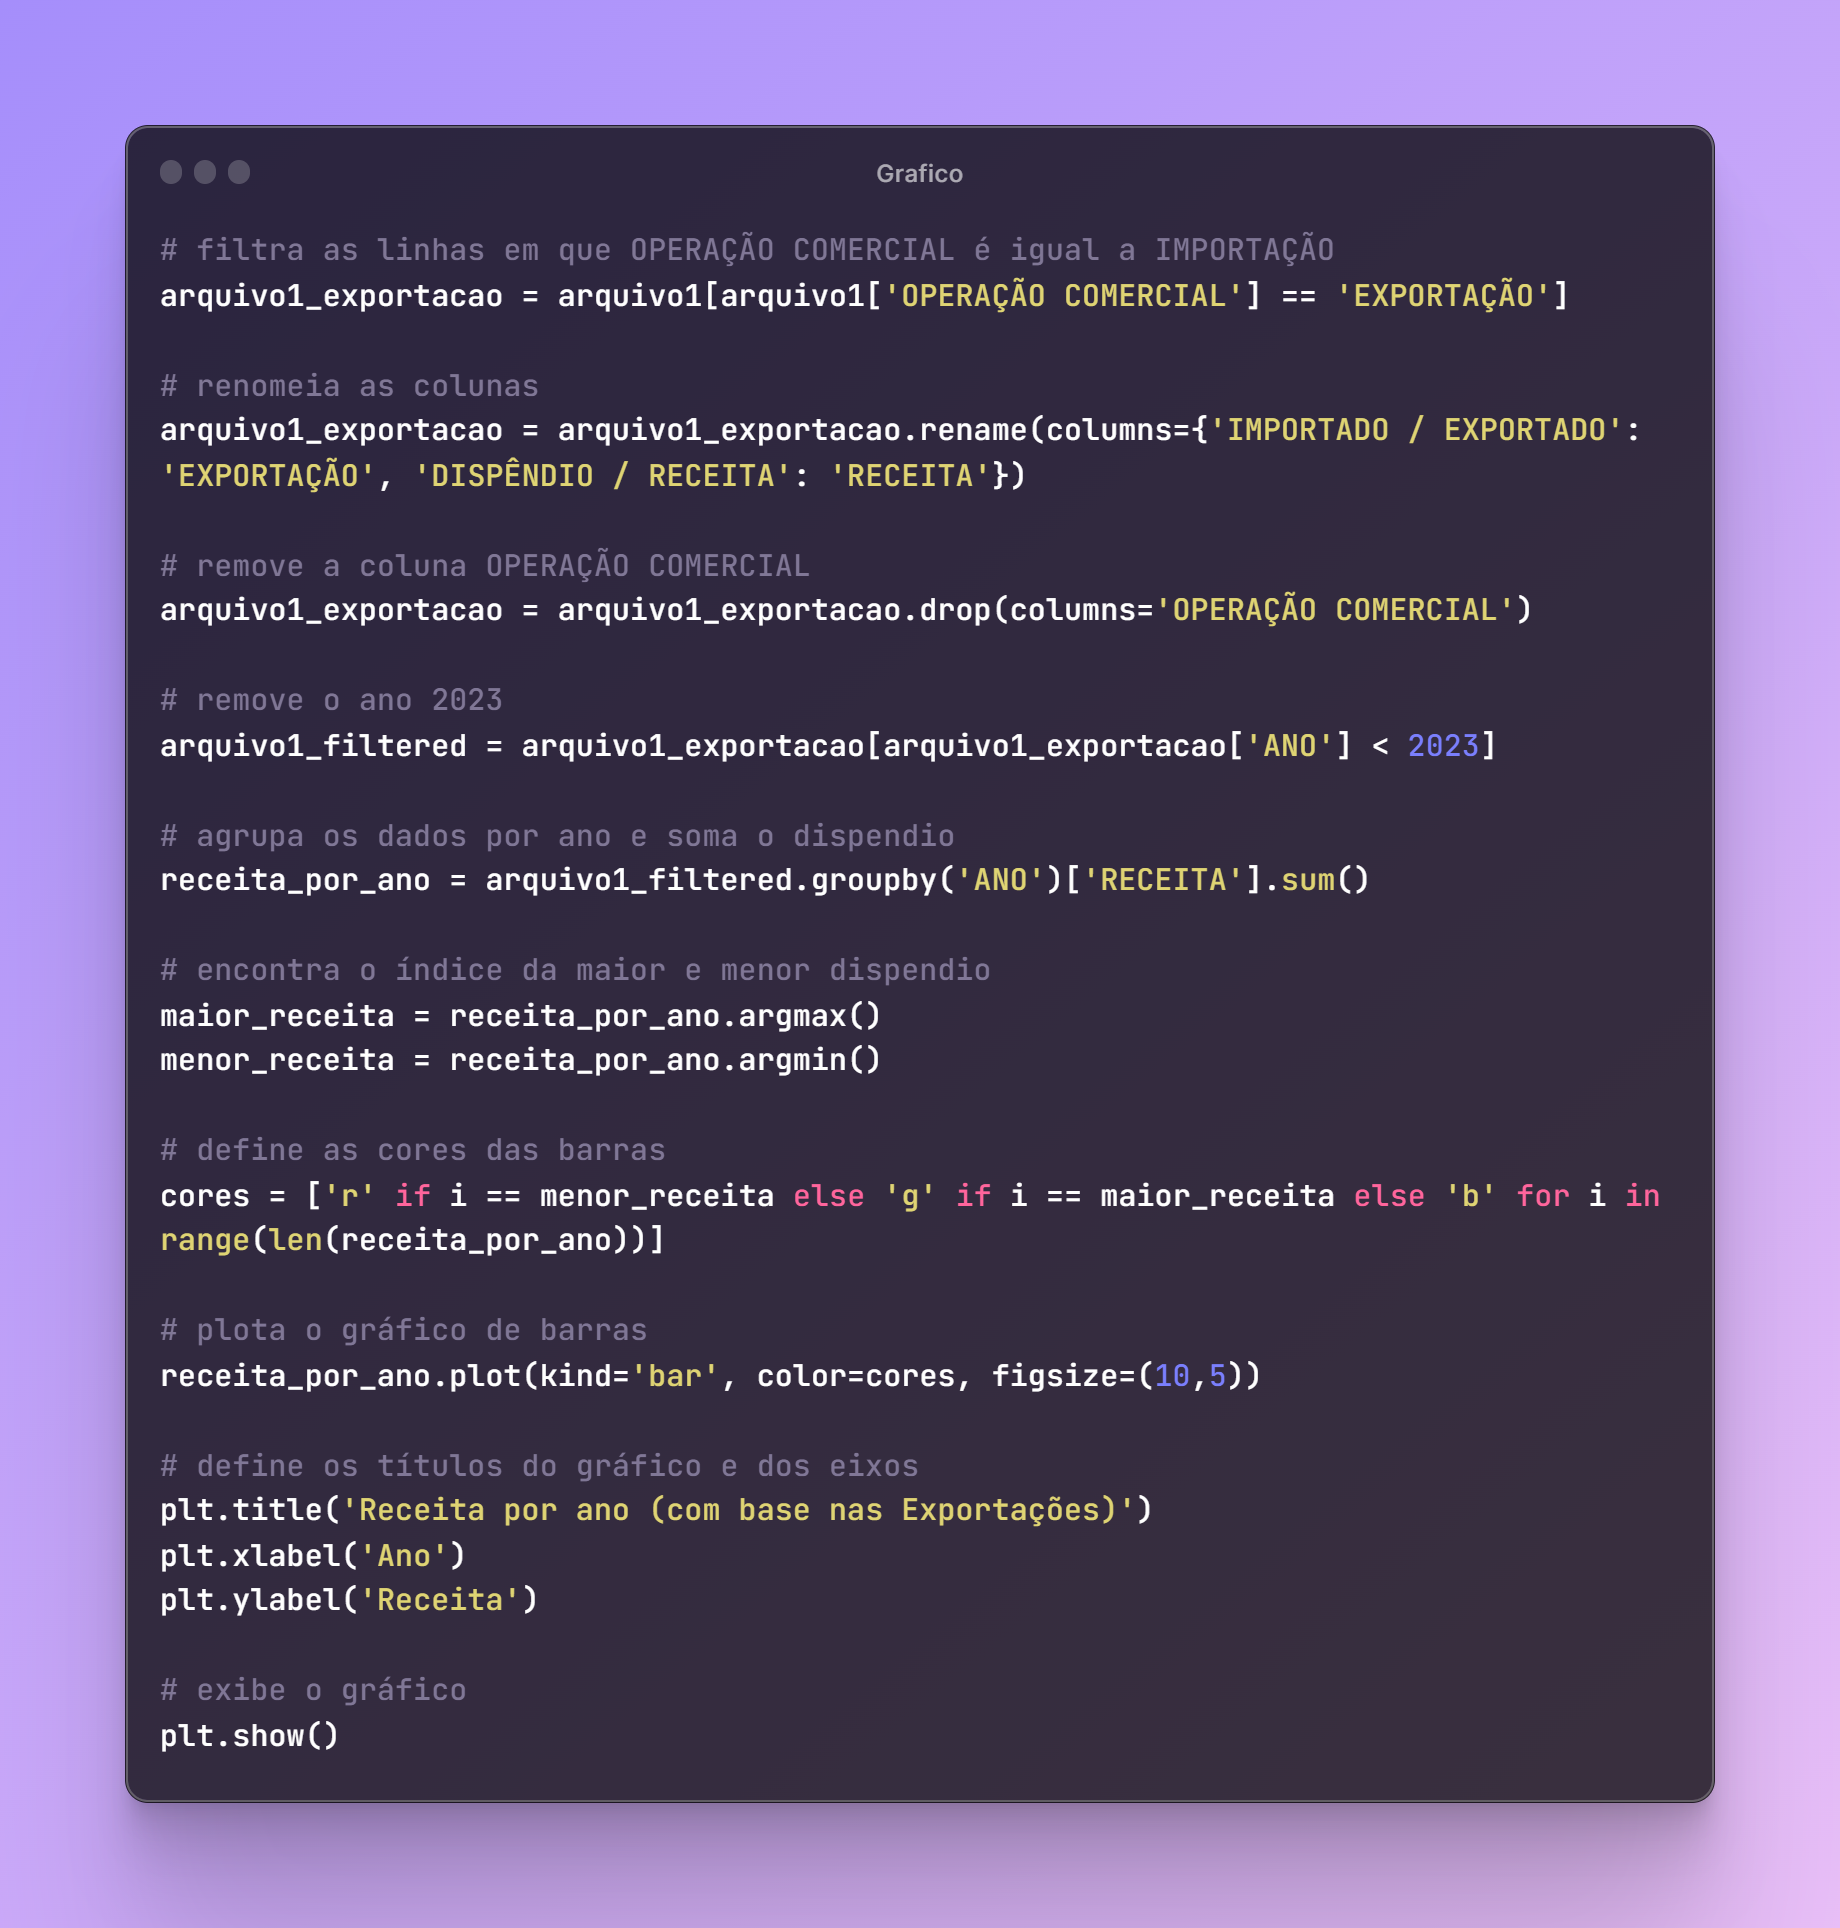 Grafico
# filtra as linhas em que OPERAÇÃO COMERCIAL é igual a IMPORTAÇÃO
arquivo1_exportacao = arquivo1[arquivo1['OPERAÇÃO COMERCIAL'] == 'EXPORTAÇÃO']
# renomeia as colunas
arquivo1_exportacao = arquivo1_exportacao.rename(columns={'IMPORTADO / EXPORTADO':
'EXPORTAÇÃO', 'DISPÊNDIO / RECEITA': 'RECEITA'})
# remove a coluna OPERAÇÃO COMERCIAL
arquivo1_exportacao = arquivo1_exportacao.drop(columns='OPERAÇÃO COMERCIAL')
# remove o ano 2023
arquivo1_filtered = arquivo1_exportacao[arquivo1_exportacao['ANO'] < 2023]
# agrupa os dados por ano e soma o dispendio
receita_por_ano = arquivo1_filtered.groupby('ANO')['RECEITA'].sum()
# encontra o índice da maior e menor dispendio
maior_receita = receita_por_ano.argmax()
menor_receita = receita_por_ano.argmin()
# define as cores das barras
cores = ['r' if i == menor_receita else 'g' if i == maior_receita else 'b' for i in
range(len(receita_por_ano))]
# plota o gráfico de barras
receita_por_ano.plot(kind='bar', color=cores, figsize=(10,5))
# define os títulos do gráfico e dos eixos
plt.title('Receita por ano (com base nas Exportações)')
plt.xlabel('Ano')
plt.ylabel('Receita')
# exibe o gráfico
plt.show()